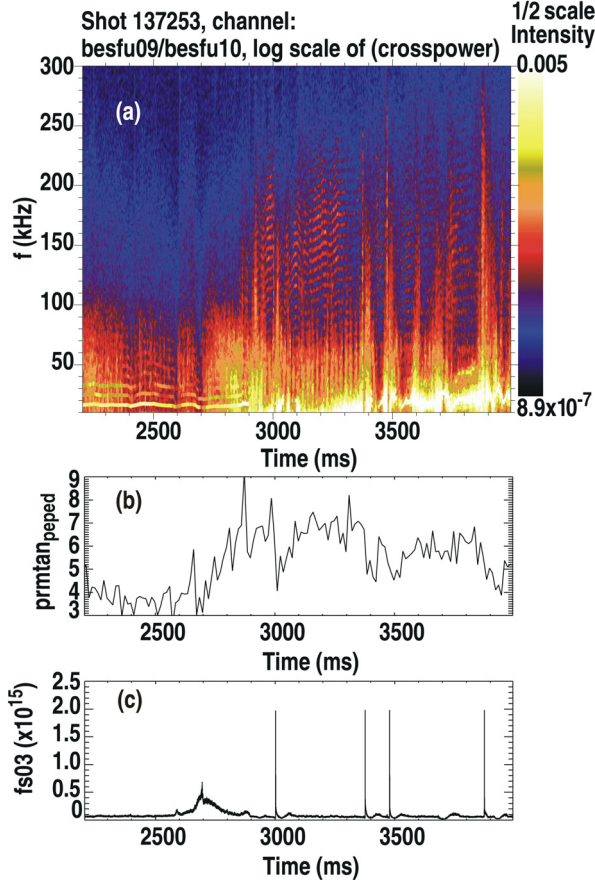 Shot 137253, channel:
besfu09/besfu10, log scale of (crosspower)
1/2 scale
Intensity
0.005
8.9x10-7
(a)
300
250
200
150
100
50
f (kHz)
2500 3000 3500
Time (ms)
(b)
9
8
7
6
5
4
3
prmtanpeped
2500 3000 3500
Time (ms)
(c)
2.5
2.0
1.5
1.0
0.5
0
fs03 (x1015)
2500 3000 3500
Time (ms)